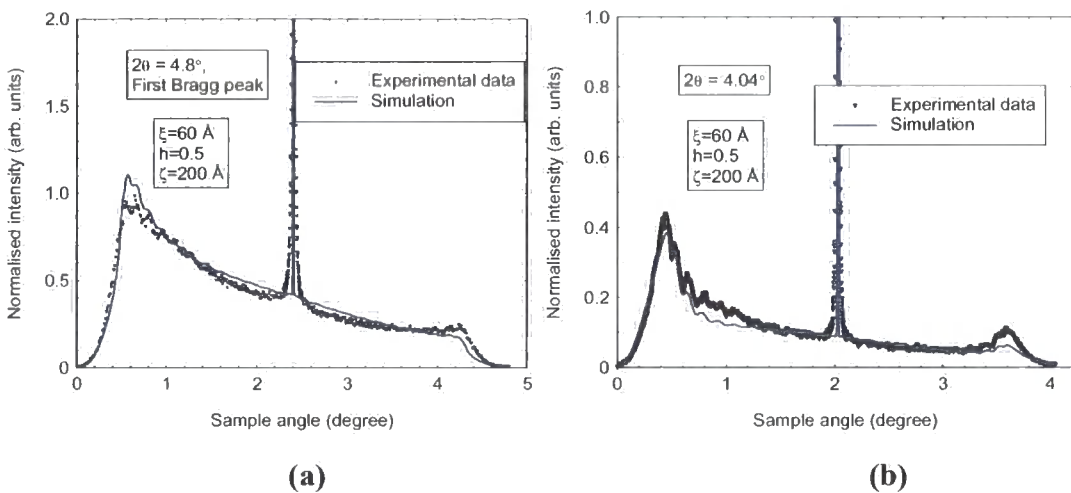 2.0
1.5
1.0
0.5
0
0
1
2
3
4
5
Normalised intensity (arb. units)
Sample angle (degree)
2θ = 4.8°,
First Bragg peak
Experimental data
Simulation
ξ=60 Å
h=0.5
ζ=200 Å
(a)
1.0
0.8
0.6
0.4
0.2
0
0
1
2
3
4
Normalised intensity (arb. units)
Sample angle (degree)
2θ = 4.04°
Experimental data
Simulation
ξ=60 Å
h=0.5
ζ=200 Å
(b)